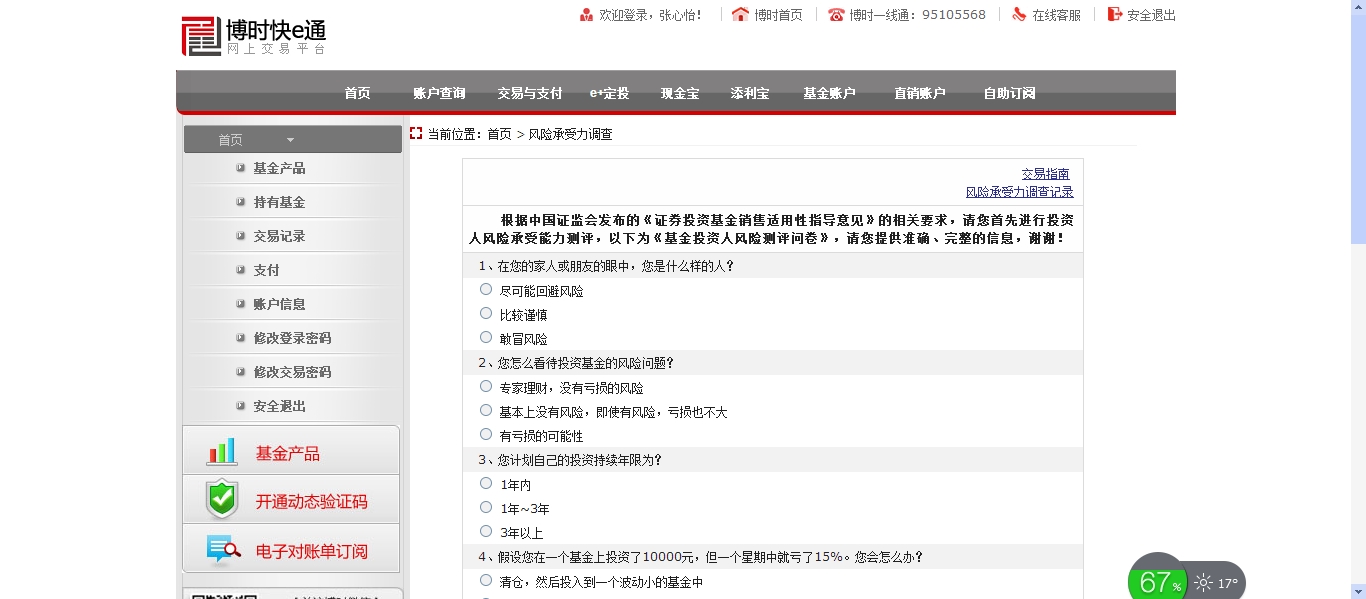 欢迎登录，张心怡！ 博时首页 博时一线通：95105568 在线客服 安全退出
博时快e通
网上交易平台
首页 账户查询 交易与支付 e+定投 现金宝 添利宝 基金账户 直销账户 自助订阅
首页
基金产品
持有基金
交易记录
支付
账户信息
修改登录密码
修改交易密码
安全退出
基金产品
开通动态验证码
电子对账单订阅
当前位置：首页 > 风险承受力调查
交易指南
风险承受力调查记录
根据中国证监会发布的《证券投资基金销售适用性指导意见》的相关要求，请您首先进行投资
人风险承受能力测评，以下为《基金投资人风险测评问卷》，请您提供准确、完整的信息，谢谢！
1、在您的家人或朋友的眼中，您是什么样的人？
尽可能回避风险
比较谨慎
敢冒风险
2、您怎么看待投资基金的风险问题？
专家理财，没有亏损的风险
基本上没有风险，即使有风险，亏损也不大
有亏损的可能性
3、您计划自己的投资持续年限为？
1年内
1年~3年
3年以上
4、假设您在一个基金上投资了10000元，但一个星期中就亏了15%。您会怎么办？
清仓，然后投入到一个波动小的基金中
67% 17°